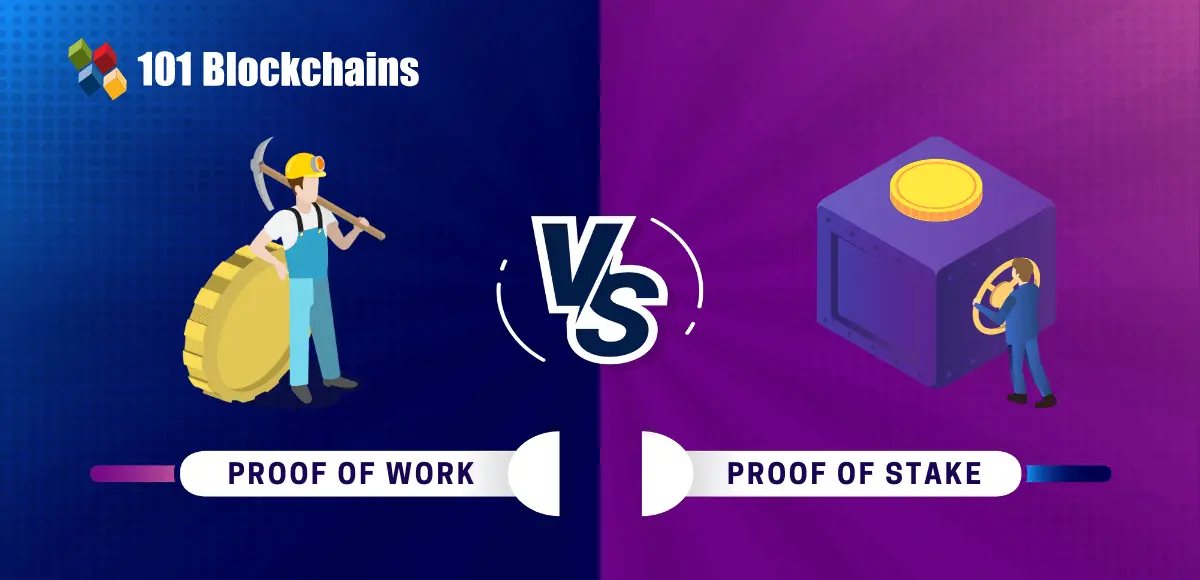 101 Blockchains
VS
PROOF OF WORK
PROOF OF STAKE